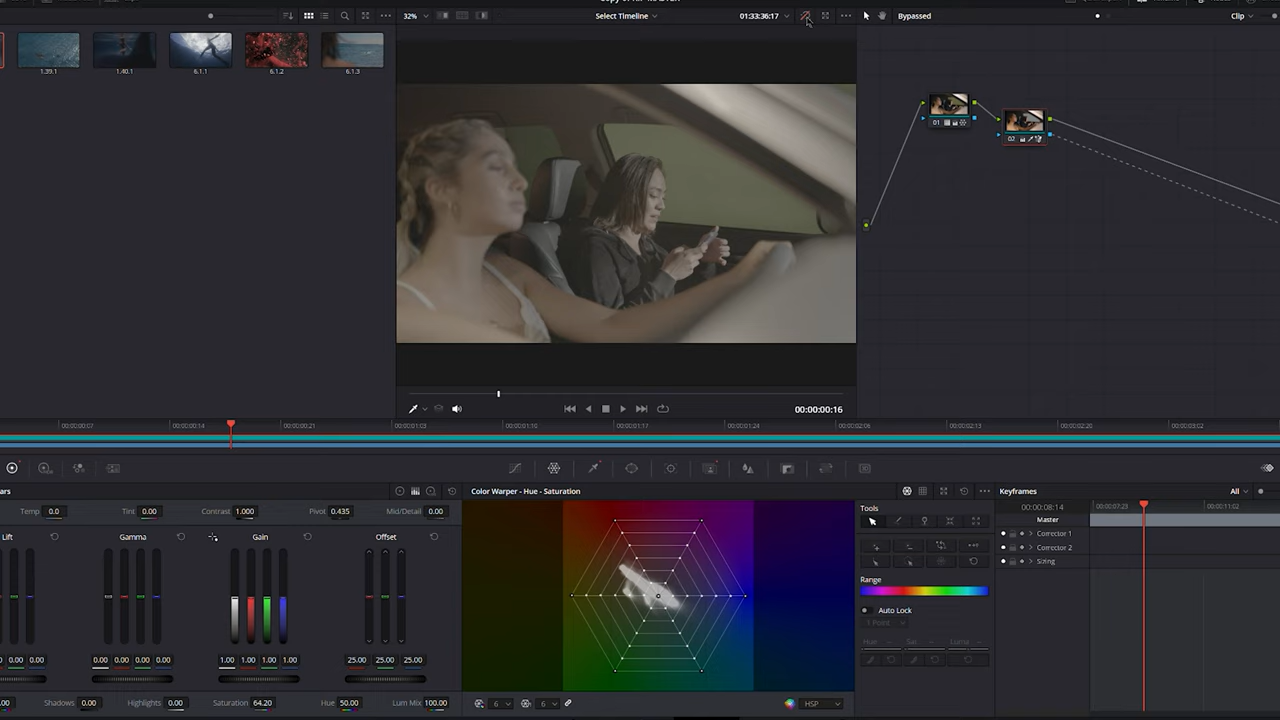 32%
Select Timeline
01:33:36:17
Bypassed
Clip
1.39.1
1.40.1
6.1.1
6.1.2
6.1.3
01
02
00:00:00:16
00:00:00:07
00:00:00:14
00:00:00:21
00:00:01:03
00:00:01:10
00:00:01:17
00:00:01:24
00:00:02:06
00:00:02:13
00:00:02:20
00:00:03:02
Color Warper - Hue - Saturation
Keyframes
All
Temp 0.0
Tint 0.00
Contrast 1.000
Pivot 0.435
Mid/Detail 0.00
Tools
00:00:08:14
00:00:07:23
00:00:11:02
Master
Lift
Gamma
Gain
Offset
Corrector 1
Corrector 2
Sizing
Range
Auto Lock
1 Point
Hue
Sat
Luma
0.00 0.00
0.00 0.00 0.00 0.00
1.00 1.00 1.00 1.00
25.00 25.00 25.00
Shadows 0.00
Highlights 0.00
Saturation 64.20
Hue 50.00
Lum Mix 100.00
6
6
HSP